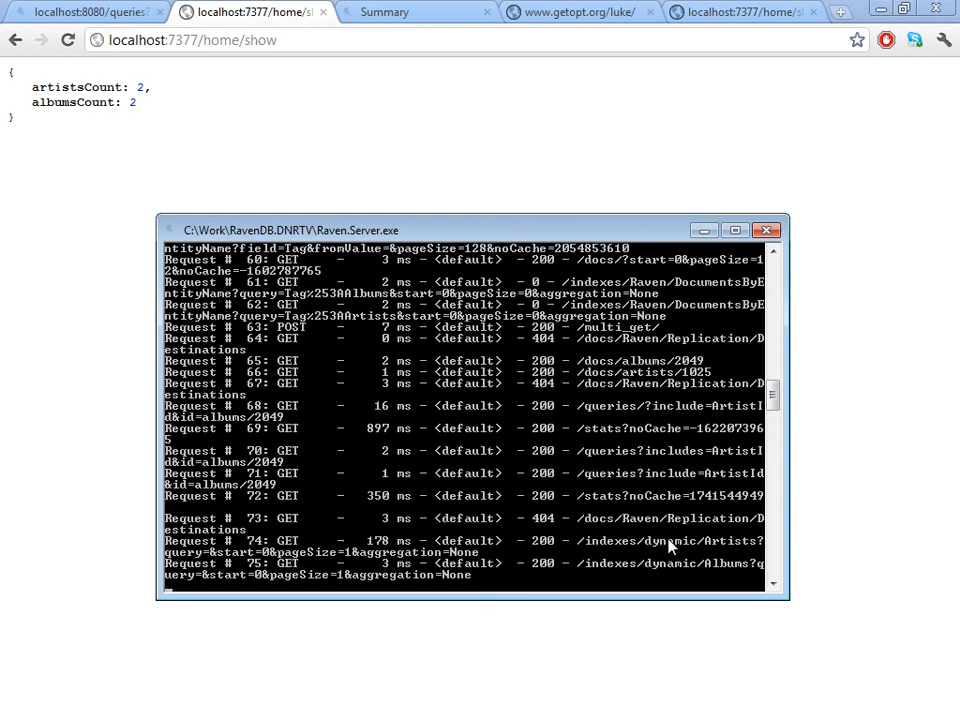 localhost:8080/queries?
localhost:7377/home/sh
Summary
www.getopt.org/luke/
localhost:7377/home/s
localhost:7377/home/show
{
artistsCount: 2,
albumsCount: 2
}
C:\Work\RavenDB.DNRTV\Raven.Server.exe
ntityName?field=Tag&fromValue=&pageSize=128&noCache=2054853610
Request #  60: GET     -     3 ms - <default>  - 200 - /docs/?start=0&pageSize=1
2&noCache=-1602787765
Request #  61: GET     -     2 ms - <default>  - 0 - /indexes/Raven/DocumentsByE
ntityName?query=Tag%253AAlbums&start=0&pageSize=0&aggregation=None
Request #  62: GET     -     2 ms - <default>  - 0 - /indexes/Raven/DocumentsByE
ntityName?query=Tag%253AArtists&start=0&pageSize=0&aggregation=None
Request #  63: POST    -     7 ms - <default>  - 200 - /multi_get/
Request #  64: GET     -     0 ms - <default>  - 404 - /docs/Raven/Replication/D
estinations
Request #  65: GET     -     2 ms - <default>  - 200 - /docs/albums/2049
Request #  66: GET     -     1 ms - <default>  - 200 - /docs/artists/1025
Request #  67: GET     -     3 ms - <default>  - 404 - /docs/Raven/Replication/D
estinations
Request #  68: GET     -    16 ms - <default>  - 200 - /queries/?include=ArtistI
d&id=albums/2049
Request #  69: GET     -   897 ms - <default>  - 200 - /stats?noCache=-162207396
5
Request #  70: GET     -     2 ms - <default>  - 200 - /queries?includes=ArtistI
d&id=albums/2049
Request #  71: GET     -     1 ms - <default>  - 200 - /queries?include=ArtistId
&id=albums/2049
Request #  72: GET     -   350 ms - <default>  - 200 - /stats?noCache=1741544949
Request #  73: GET     -     3 ms - <default>  - 404 - /docs/Raven/Replication/D
estinations
Request #  74: GET     -   178 ms - <default>  - 200 - /indexes/dynamic/Artists?
query=&start=0&pageSize=1&aggregation=None
Request #  75: GET     -     3 ms - <default>  - 200 - /indexes/dynamic/Albums?q
uery=&start=0&pageSize=1&aggregation=None